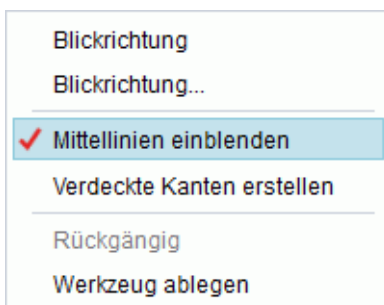 Blickrichtung
Blickrichtung...
Mittellinien einblenden
Verdeckte Kanten erstellen
Rückgängig
Werkzeug ablegen